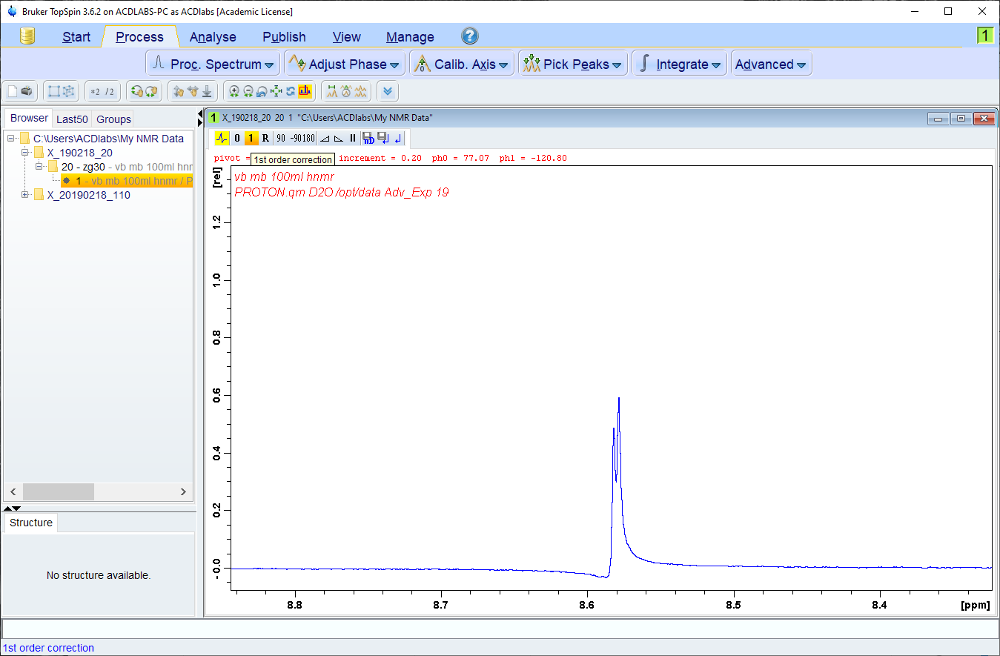 Bruker TopSpin 3.6.2 on ACDLABS-PC as ACDlabs [Academic License]
Start Process Analyse Publish View Manage ? 1
Proc. Spectrum Adjust Phase Calib. Axis Pick Peaks Integrate Advanced
*2 /2
Browser Last50 Groups
1 X_190218_20 20 1 "C:\Users\ACDlabs\My NMR Data"
C:\Users\ACDlabs\My NMR Data
X_190218_20
20 - zg30 - vb mb 100ml hnr
1 - vb mb 100ml hnmr / P
X_20190218_110
0 1 R 90 -90 180 nD
pivot = increment = 0.20 ph0 = 77.07 ph1 = -120.80
1st order correction
vb mb 100ml hnmr
PROTON.qm D2O /opt/data Adv_Exp 19
[rel]
1.2
1.0
0.8
0.6
0.4
0.2
-0.0
8.8 8.7 8.6 8.5 8.4 [ppm]
Structure
No structure available.
1st order correction